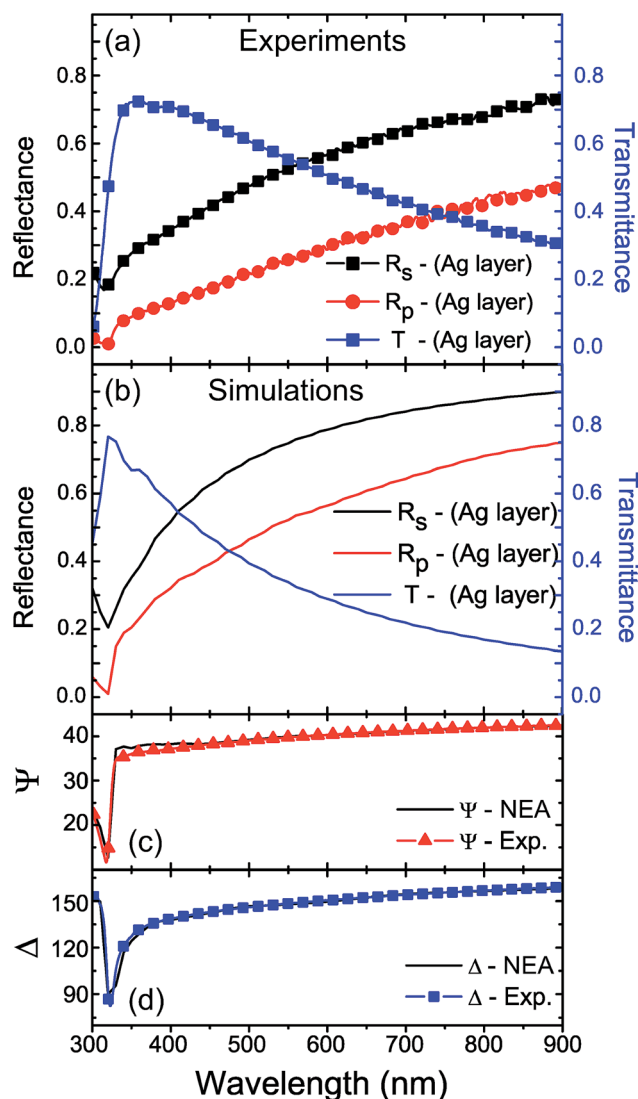 (a) Experiments
0.8
0.6
0.4
0.2
0.0
Reflectance
0.8
0.6
0.4
0.2
0.0
Transmittance
Rs - (Ag layer)
Rp - (Ag layer)
T - (Ag layer)
(b) Simulations
0.8
0.6
0.4
0.2
0.0
Reflectance
0.8
0.6
0.4
0.2
0.0
Transmittance
Rs - (Ag layer)
Rp - (Ag layer)
T - (Ag layer)
40
30
20
Ψ
Ψ - NEA
Ψ - Exp.
(c)
150
120
90
Δ
Δ - NEA
Δ - Exp.
(d)
300 400 500 600 700 800 900
Wavelength (nm)